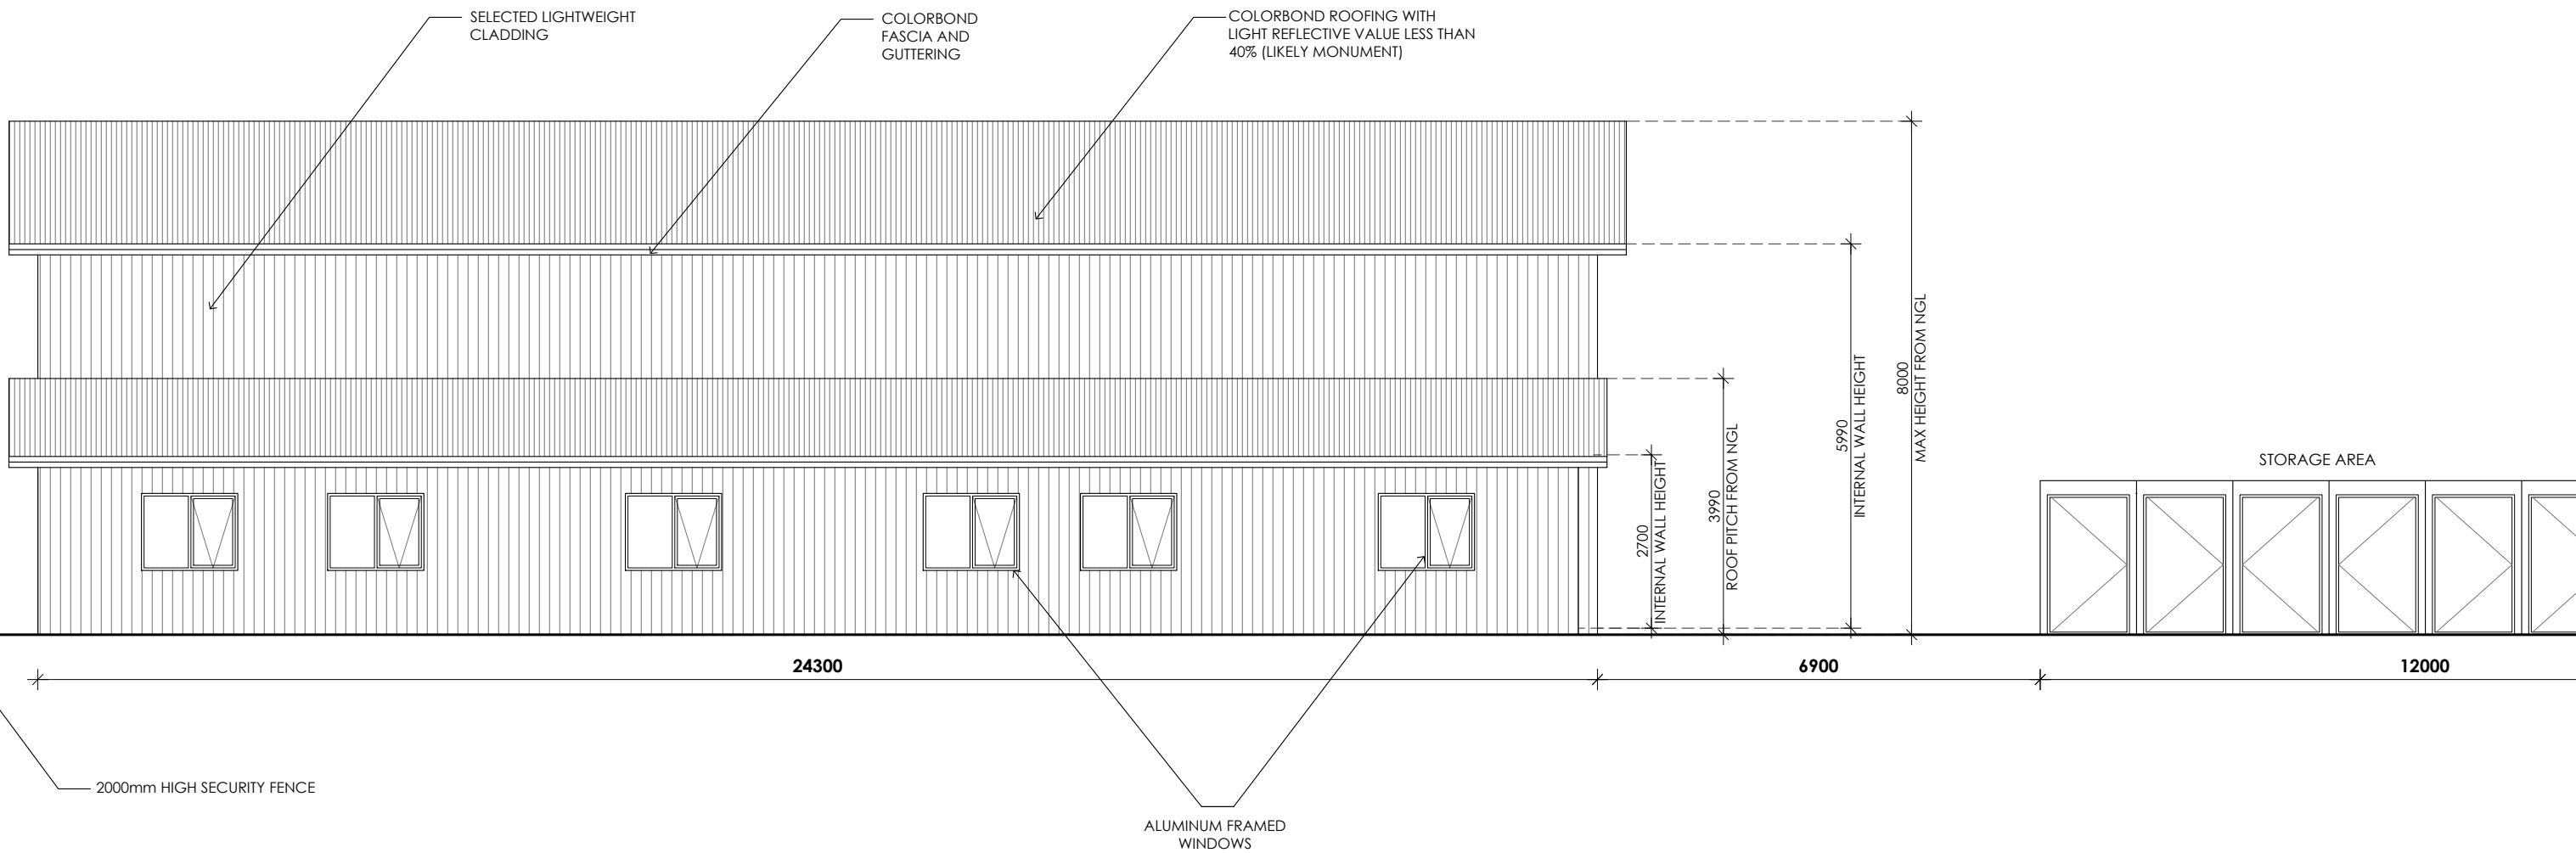 SELECTED LIGHTWEIGHT
CLADDING
COLORBOND
FASCIA AND
GUTTERING
COLORBOND ROOFING WITH
LIGHT REFLECTIVE VALUE LESS THAN
40% (LIKELY MONUMENT)
2700
INTERNAL WALL HEIGHT
3990
ROOF PITCH FROM NGL
5990
INTERNAL WALL HEIGHT
8000
MAX HEIGHT FROM NGL
STORAGE AREA
24300
6900
12000
2000mm HIGH SECURITY FENCE
ALUMINUM FRAMED
WINDOWS